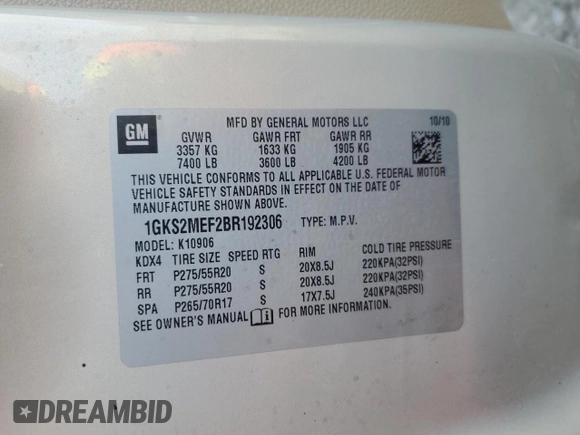 GM
MFD BY GENERAL MOTORS LLC 10/10
GVWR GAWR FRT GAWR RR
3357 KG 1633 KG 1905 KG
7400 LB 3600 LB 4200 LB
THIS VEHICLE CONFORMS TO ALL APPLICABLE U.S. FEDERAL MOTOR
VEHICLE SAFETY STANDARDS IN EFFECT ON THE DATE OF
MANUFACTURE SHOWN ABOVE.
1GKS2MEF2BR192306 TYPE: M.P.V.
MODEL: K10906
KDX4 TIRE SIZE SPEED RTG RIM COLD TIRE PRESSURE
FRT P275/55R20 S 20X8.5J 220KPA(32PSI)
RR P275/55R20 S 20X8.5J 220KPA(32PSI)
SPA P265/70R17 S 17X7.5J 240KPA(35PSI)
SEE OWNER'S MANUAL FOR MORE INFORMATION.
DREAMBID